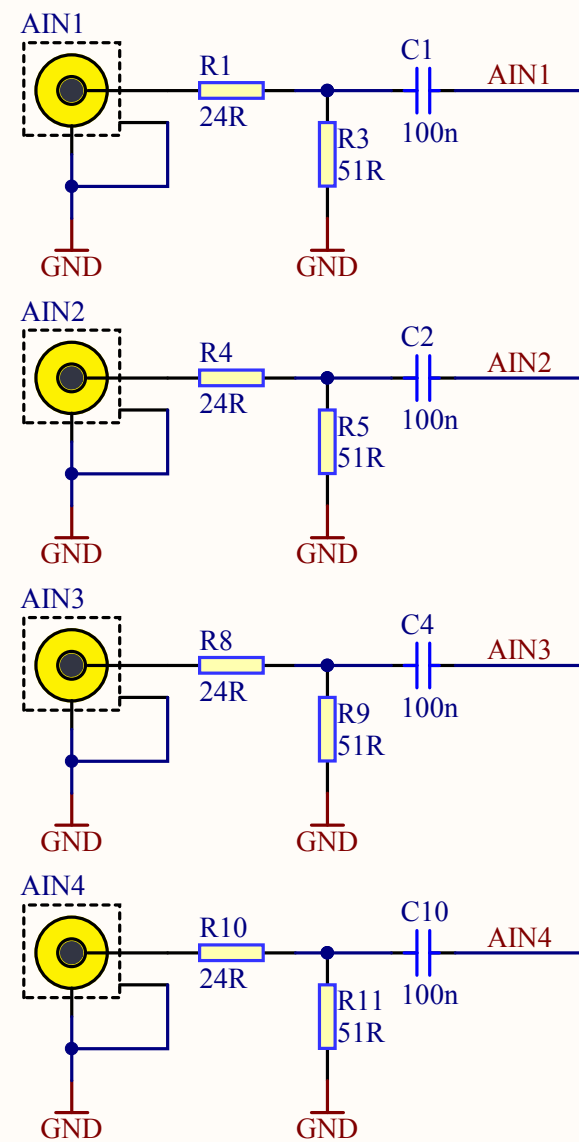 AIN1
R1
24R
R3
51R
C1
100n
AIN1
GND
GND
AIN2
R4
24R
R5
51R
C2
100n
AIN2
GND
GND
AIN3
R8
24R
R9
51R
C4
100n
AIN3
GND
GND
AIN4
R10
24R
R11
51R
C10
100n
AIN4
GND
GND